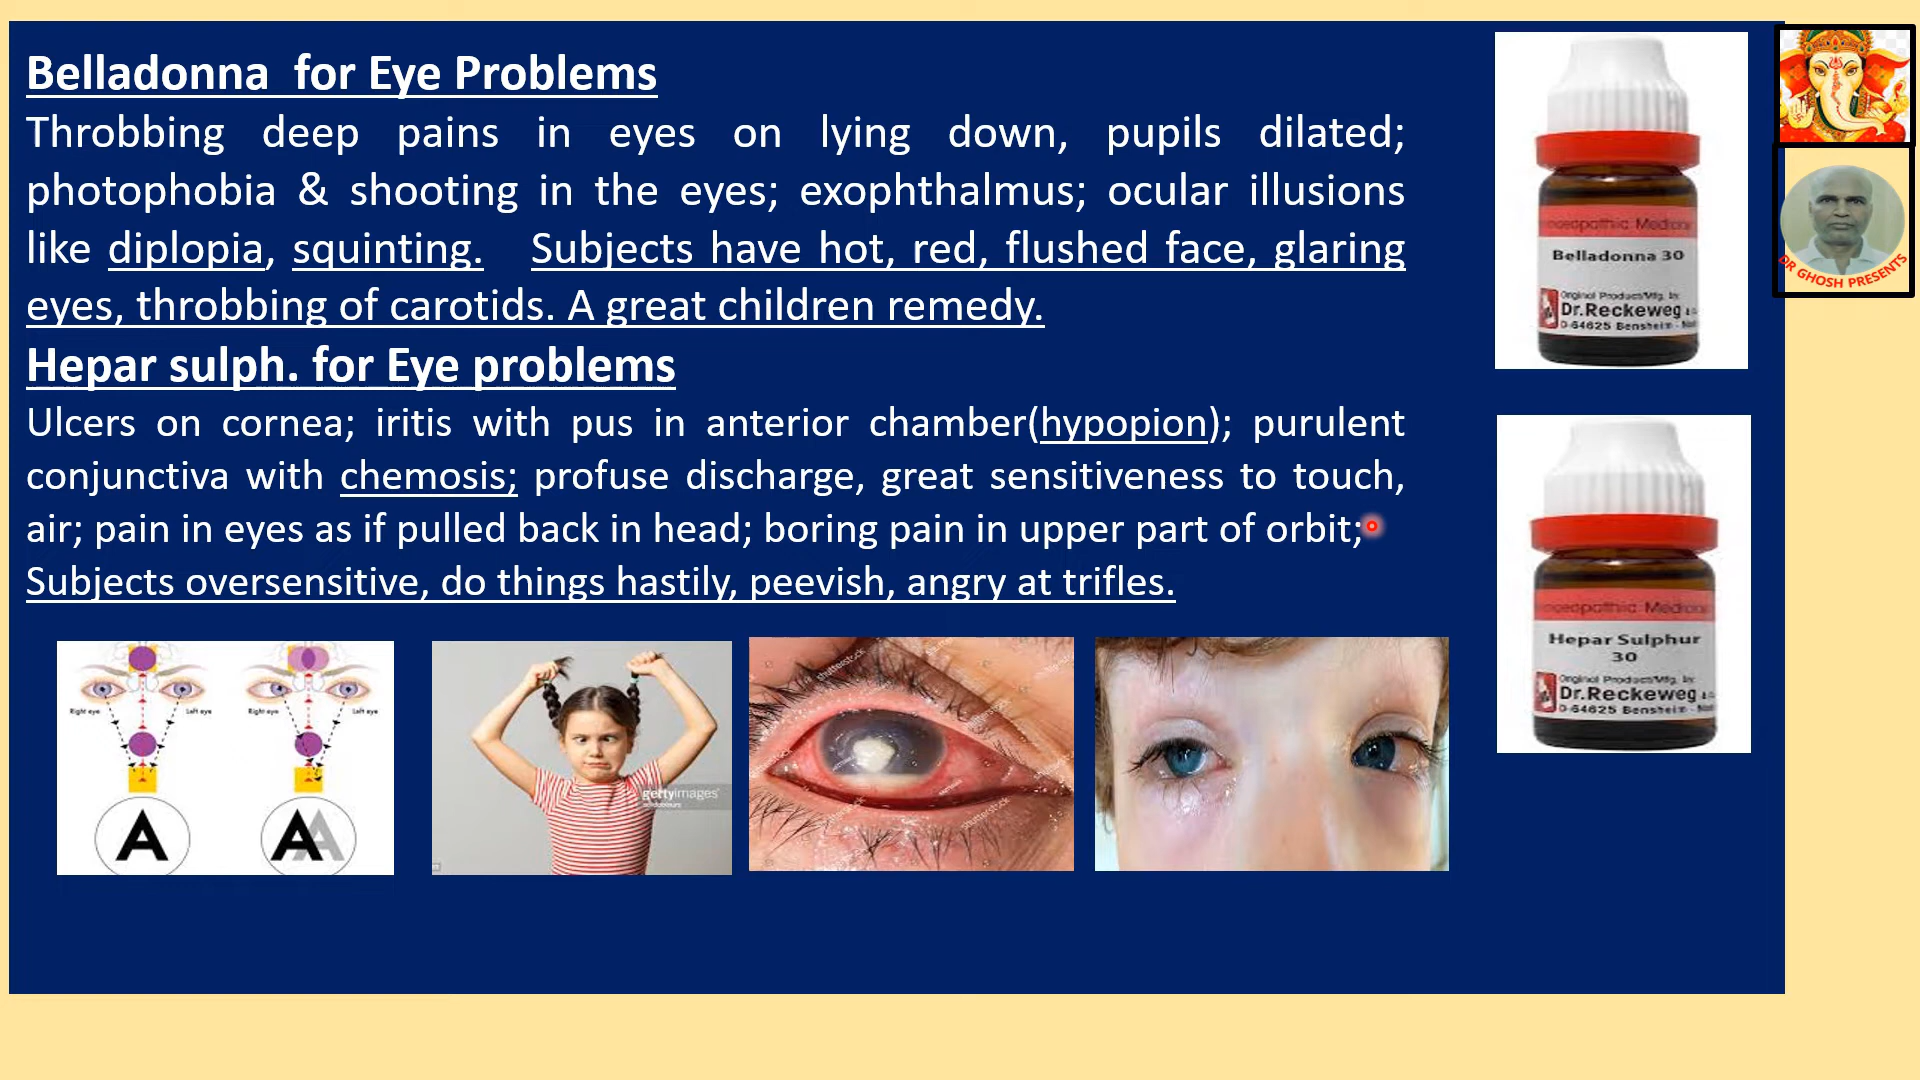 Belladonna for Eye Problems
Throbbing deep pains in eyes on lying down, pupils dilated;
photophobia & shooting in the eyes; exophthalmus; ocular illusions
like diplopia, squinting. Subjects have hot, red, flushed face, glaring
eyes, throbbing of carotids. A great children remedy.
Hepar sulph. for Eye problems
Ulcers on cornea; iritis with pus in anterior chamber(hypopion); purulent
conjunctiva with chemosis; profuse discharge, great sensitiveness to touch,
air; pain in eyes as if pulled back in head; boring pain in upper part of orbit;
Subjects oversensitive, do things hastily, peevish, angry at trifles.
Right eye Left eye Right eye Left eye
A AA
gettyimages
shutterstock
shutterstock
shutterstock
Belladonna 30
Original Product/Mfg. by:
Dr.Reckeweg
D-64625 Bensheim
Hepar Sulphur
30
Original Product/Mfg. by:
Dr.Reckeweg
D-64625 Bensheim
DR GHOSH PRESENTS